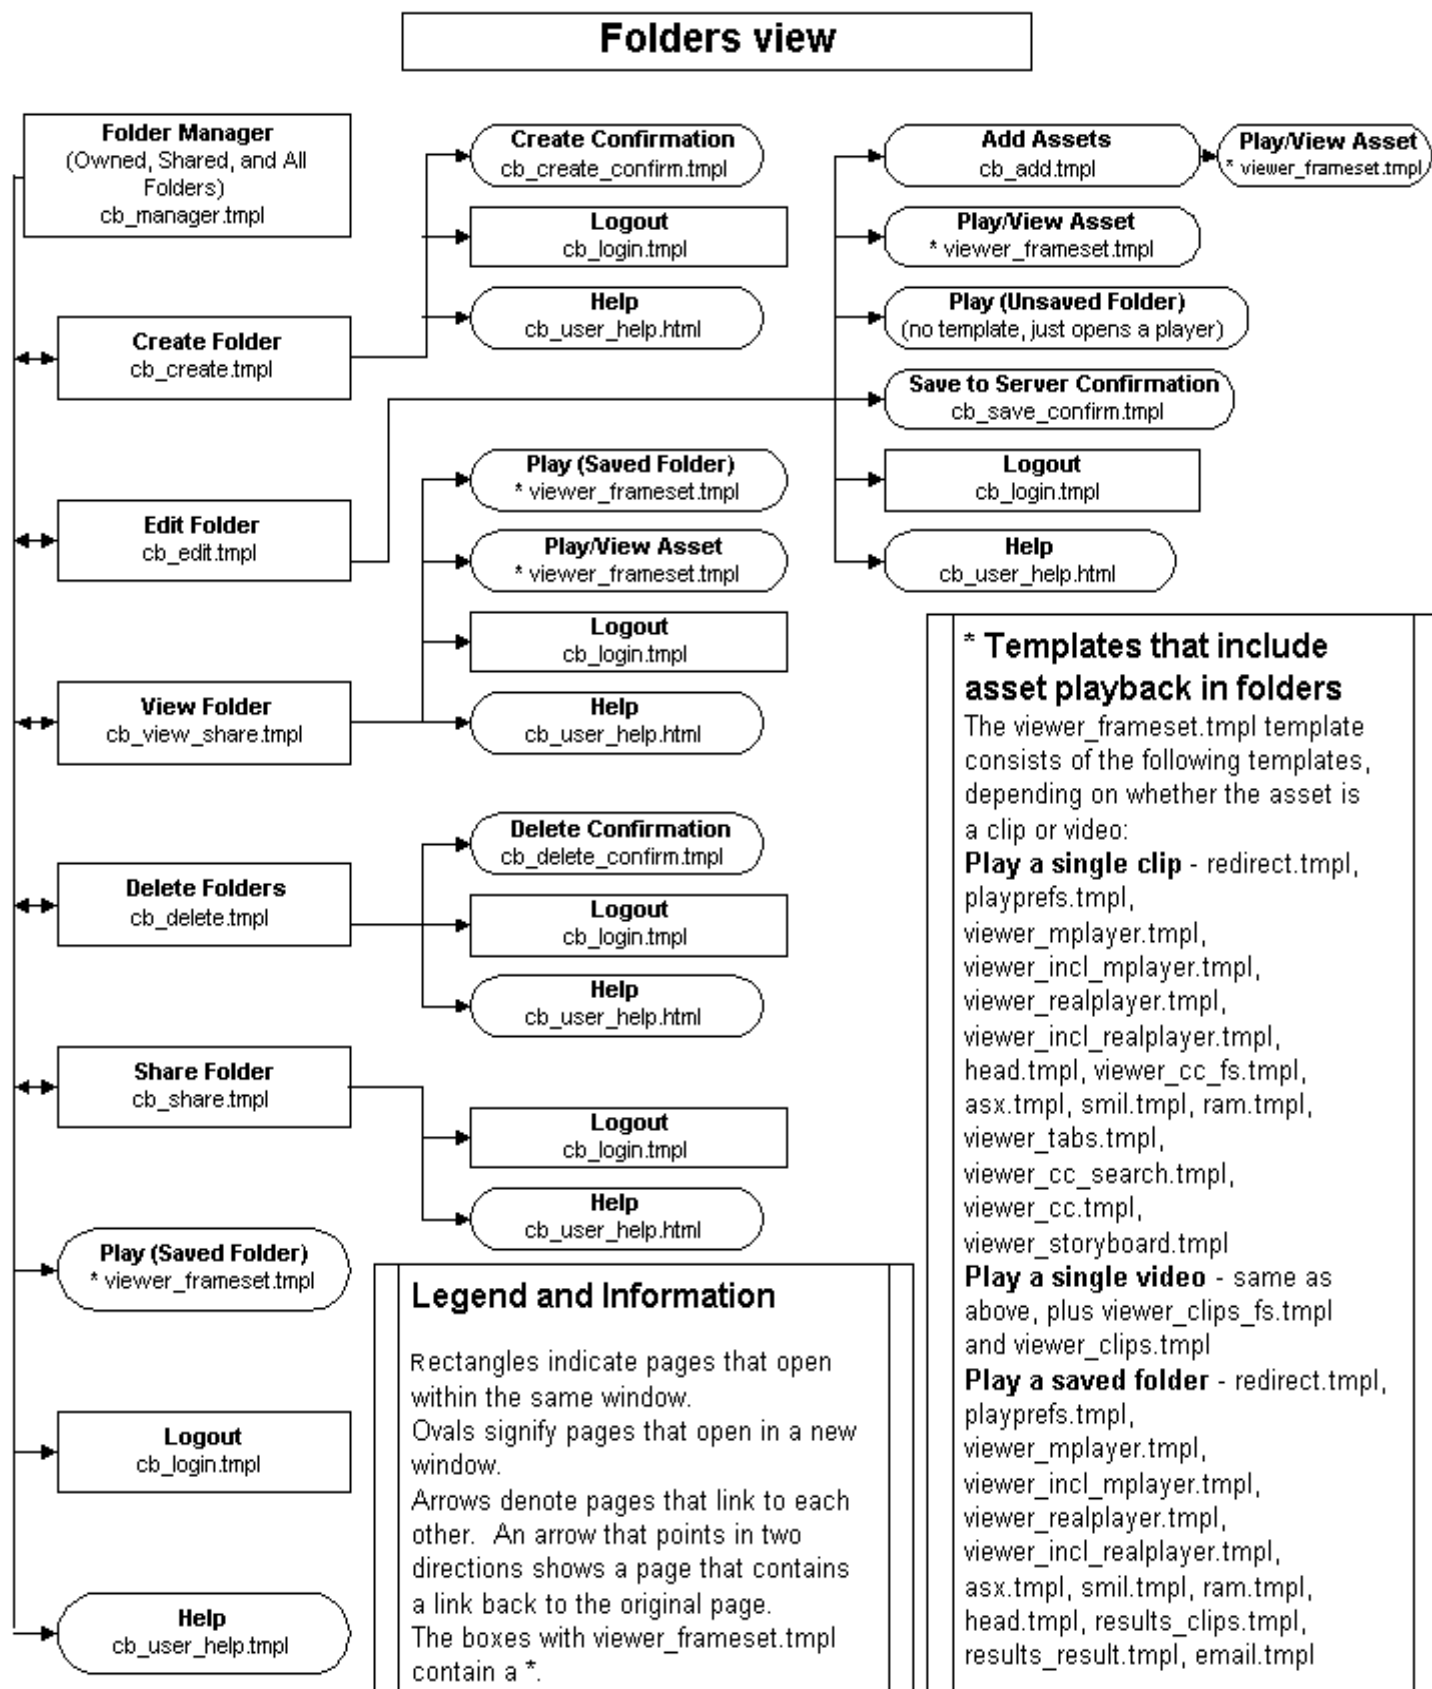 Folders view
Folder Manager
(Owned, Shared, and All
Folders)
cb_manager.tmpl
Create Folder
cb_create.tmpl
Edit Folder
cb_edit.tmpl
View Folder
cb_view_share.tmpl
Delete Folders
cb_delete.tmpl
Share Folder
cb_share.tmpl
Play (Saved Folder)
* viewer_frameset.tmpl
Logout
cb_login.tmpl
Help
cb_user_help.tmpl
Create Confirmation
cb_create_confirm.tmpl
Logout
cb_login.tmpl
Help
cb_user_help.html
Play (Saved Folder)
* viewer_frameset.tmpl
Play/View Asset
* viewer_frameset.tmpl
Logout
cb_login.tmpl
Help
cb_user_help.html
Delete Confirmation
cb_delete_confirm.tmpl
Logout
cb_login.tmpl
Help
cb_user_help.html
Logout
cb_login.tmpl
Help
cb_user_help.html
Add Assets
cb_add.tmpl
Play/View Asset
* viewer_frameset.tmpl
Play/View Asset
* viewer_frameset.tmpl
Play (Unsaved Folder)
(no template, just opens a player)
Save to Server Confirmation
cb_save_confirm.tmpl
Logout
cb_login.tmpl
Help
cb_user_help.html
Legend and Information
Rectangles indicate pages that open
within the same window.
Ovals signify pages that open in a new
window.
Arrows denote pages that link to each
other.  An arrow that points in two
directions shows a page that contains
a link back to the original page.
The boxes with viewer_frameset.tmpl
contain a *.
* Templates that include
asset playback in folders
The viewer_frameset.tmpl template
consists of the following templates,
depending on whether the asset is
a clip or video:
Play a single clip - redirect.tmpl,
playprefs.tmpl,
viewer_mplayer.tmpl,
viewer_incl_mplayer.tmpl,
viewer_realplayer.tmpl,
viewer_incl_realplayer.tmpl,
head.tmpl, viewer_cc_fs.tmpl,
asx.tmpl, smil.tmpl, ram.tmpl,
viewer_tabs.tmpl,
viewer_cc_search.tmpl,
viewer_cc.tmpl,
viewer_storyboard.tmpl
Play a single video - same as
above, plus viewer_clips_fs.tmpl
and viewer_clips.tmpl
Play a saved folder - redirect.tmpl,
playprefs.tmpl,
viewer_mplayer.tmpl,
viewer_incl_mplayer.tmpl,
viewer_realplayer.tmpl,
viewer_incl_realplayer.tmpl,
asx.tmpl, smil.tmpl, ram.tmpl,
head.tmpl, results_clips.tmpl,
results_result.tmpl, email.tmpl